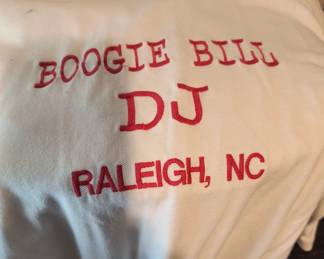 BOOGIE BILL
DJ
RALEIGH, NC